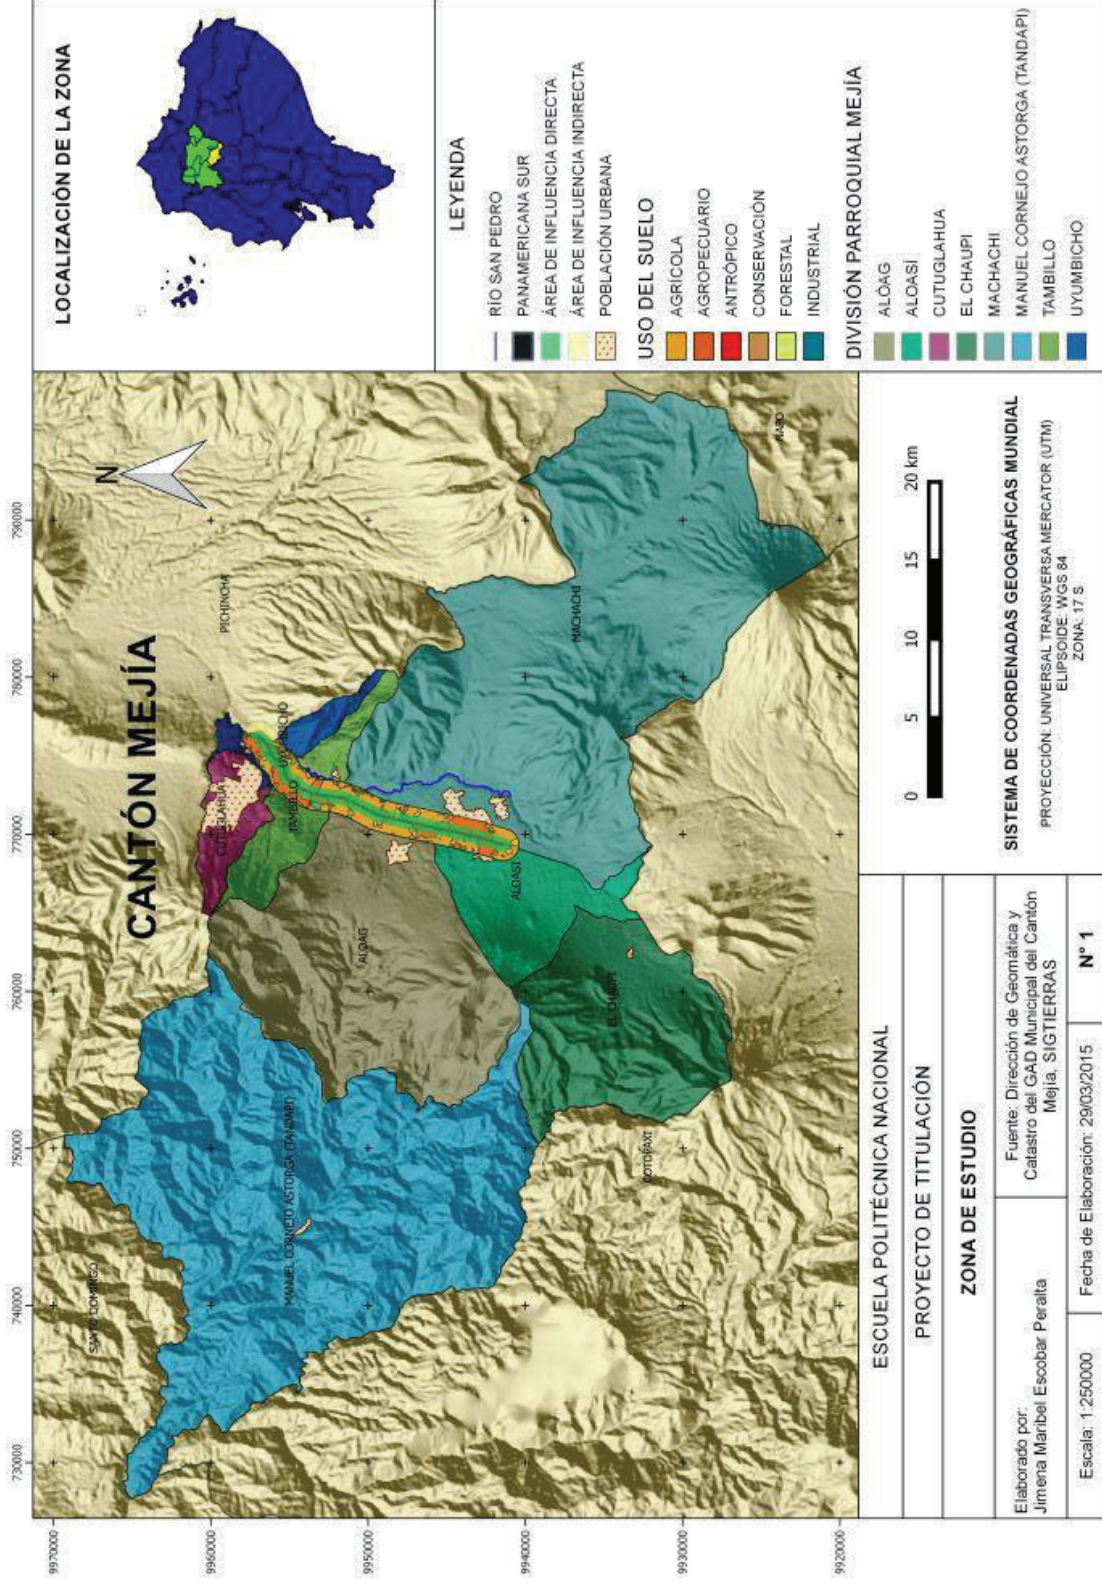 CANTÓN MEJÍA
N
730000
740000
750000
760000
770000
780000
790000
9970000
9960000
9950000
9940000
9930000
9920000
SANTO DOMINGO
PICHINCHA
CUTUGLAHUA
TAMBILLO
UYUMBICHO
ALOAG
MANUEL CORNEJO ASTORGA (TANDAPI)
ALOASI
MACHACHI
EL CHAUPI
COTOPAXI
NAPO
LOCALIZACIÓN DE LA ZONA
LEYENDA
RÍO SAN PEDRO
PANAMERICANA SUR
ÁREA DE INFLUENCIA DIRECTA
ÁREA DE INFLUENCIA INDIRECTA
POBLACIÓN URBANA
USO DEL SUELO
AGRÍCOLA
AGROPECUARIO
ANTRÓPICO
CONSERVACIÓN
FORESTAL
INDUSTRIAL
DIVISIÓN PARROQUIAL MEJÍA
ALOAG
ALOASÍ
CUTUGLAHUA
EL CHAUPI
MACHACHI
MANUEL CORNEJO ASTORGA (TANDAPI)
TAMBILLO
UYUMBICHO
ESCUELA POLITÉCNICA NACIONAL
PROYECTO DE TITULACIÓN
ZONA DE ESTUDIO
Elaborado por:
Jimena Maribel Escobar Peralta
Fuente: Dirección de Geomática y
Catastro del GAD Municipal del Cantón
Mejía, SIGTIERRAS
Escala: 1:250000
Fecha de Elaboración: 29/03/2015
N° 1
0 5 10 15 20 km
SISTEMA DE COORDENADAS GEOGRÁFICAS MUNDIAL
PROYECCIÓN: UNIVERSAL TRANSVERSA MERCATOR (UTM)
ELIPSOIDE: WGS 84
ZONA: 17 S